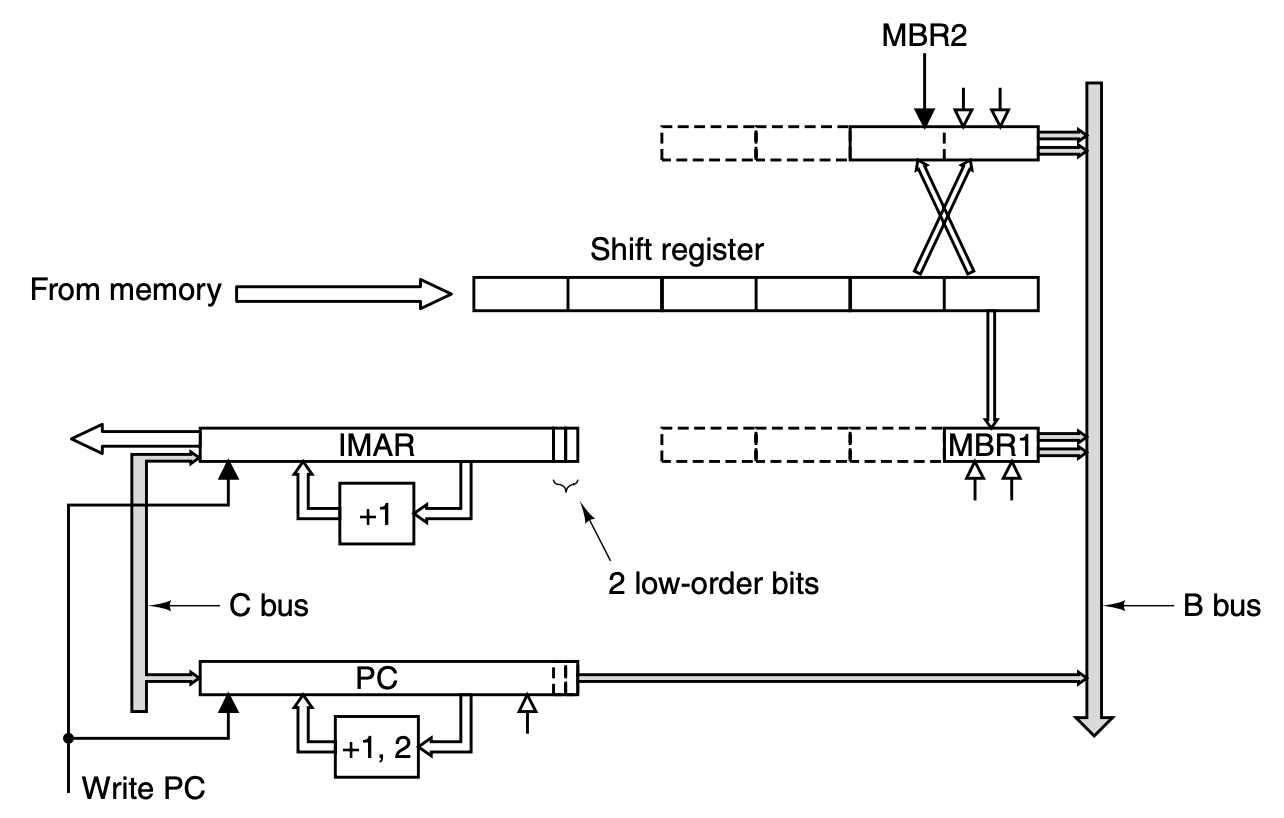 MBR2
Shift register
From memory
IMAR
MBR1
+1
2 low-order bits
C bus
B bus
PC
+1, 2
Write PC